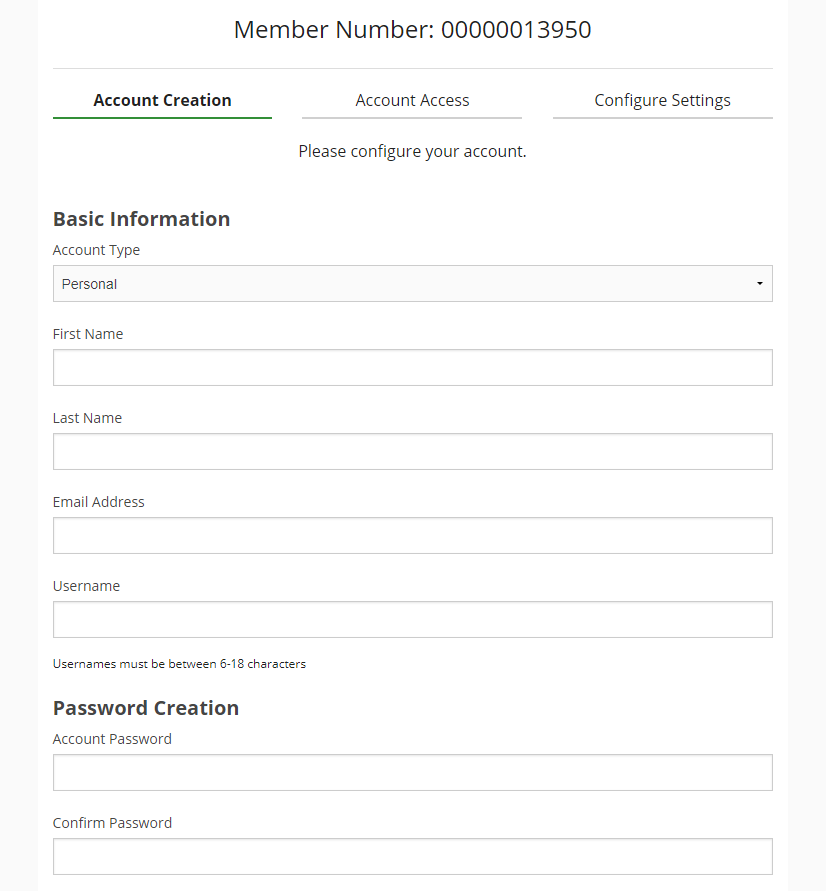 Member Number: 00000013950
Account Creation Account Access Configure Settings
Please configure your account.
Basic Information
Account Type
Personal
First Name
Last Name
Email Address
Username
Usernames must be between 6-18 characters
Password Creation
Account Password
Confirm Password